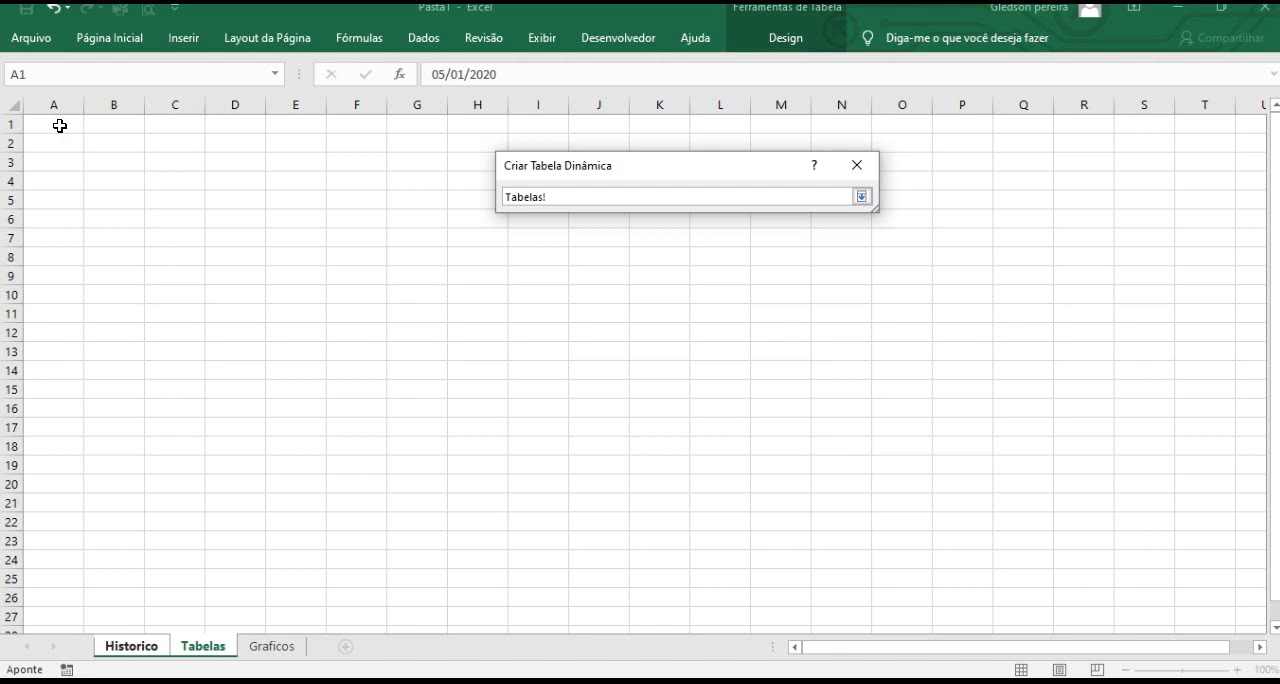 Pasta1 - Excel
Ferramentas de Tabela
Gledson pereira
Arquivo Página Inicial Inserir Layout da Página Fórmulas Dados Revisão Exibir Desenvolvedor Ajuda Design Diga-me o que você deseja fazer Compartilhar
A1 fx 05/01/2020
A B C D E F G H I J K L M N O P Q R S T U
1
2
3
4
5
6
7
8
9
10
11
12
13
14
15
16
17
18
19
20
21
22
23
24
25
26
27
Criar Tabela Dinâmica ?
Tabelas!
Historico Tabelas Graficos
Aponte 100%